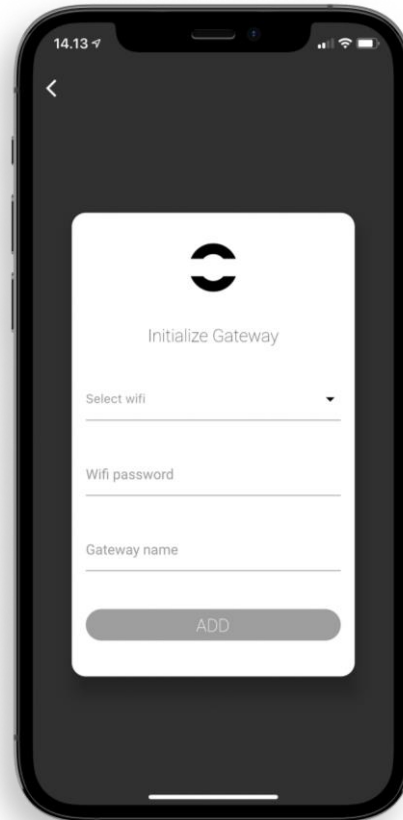 14.13
Initialize Gateway
Select wifi
Wifi password
Gateway name
ADD